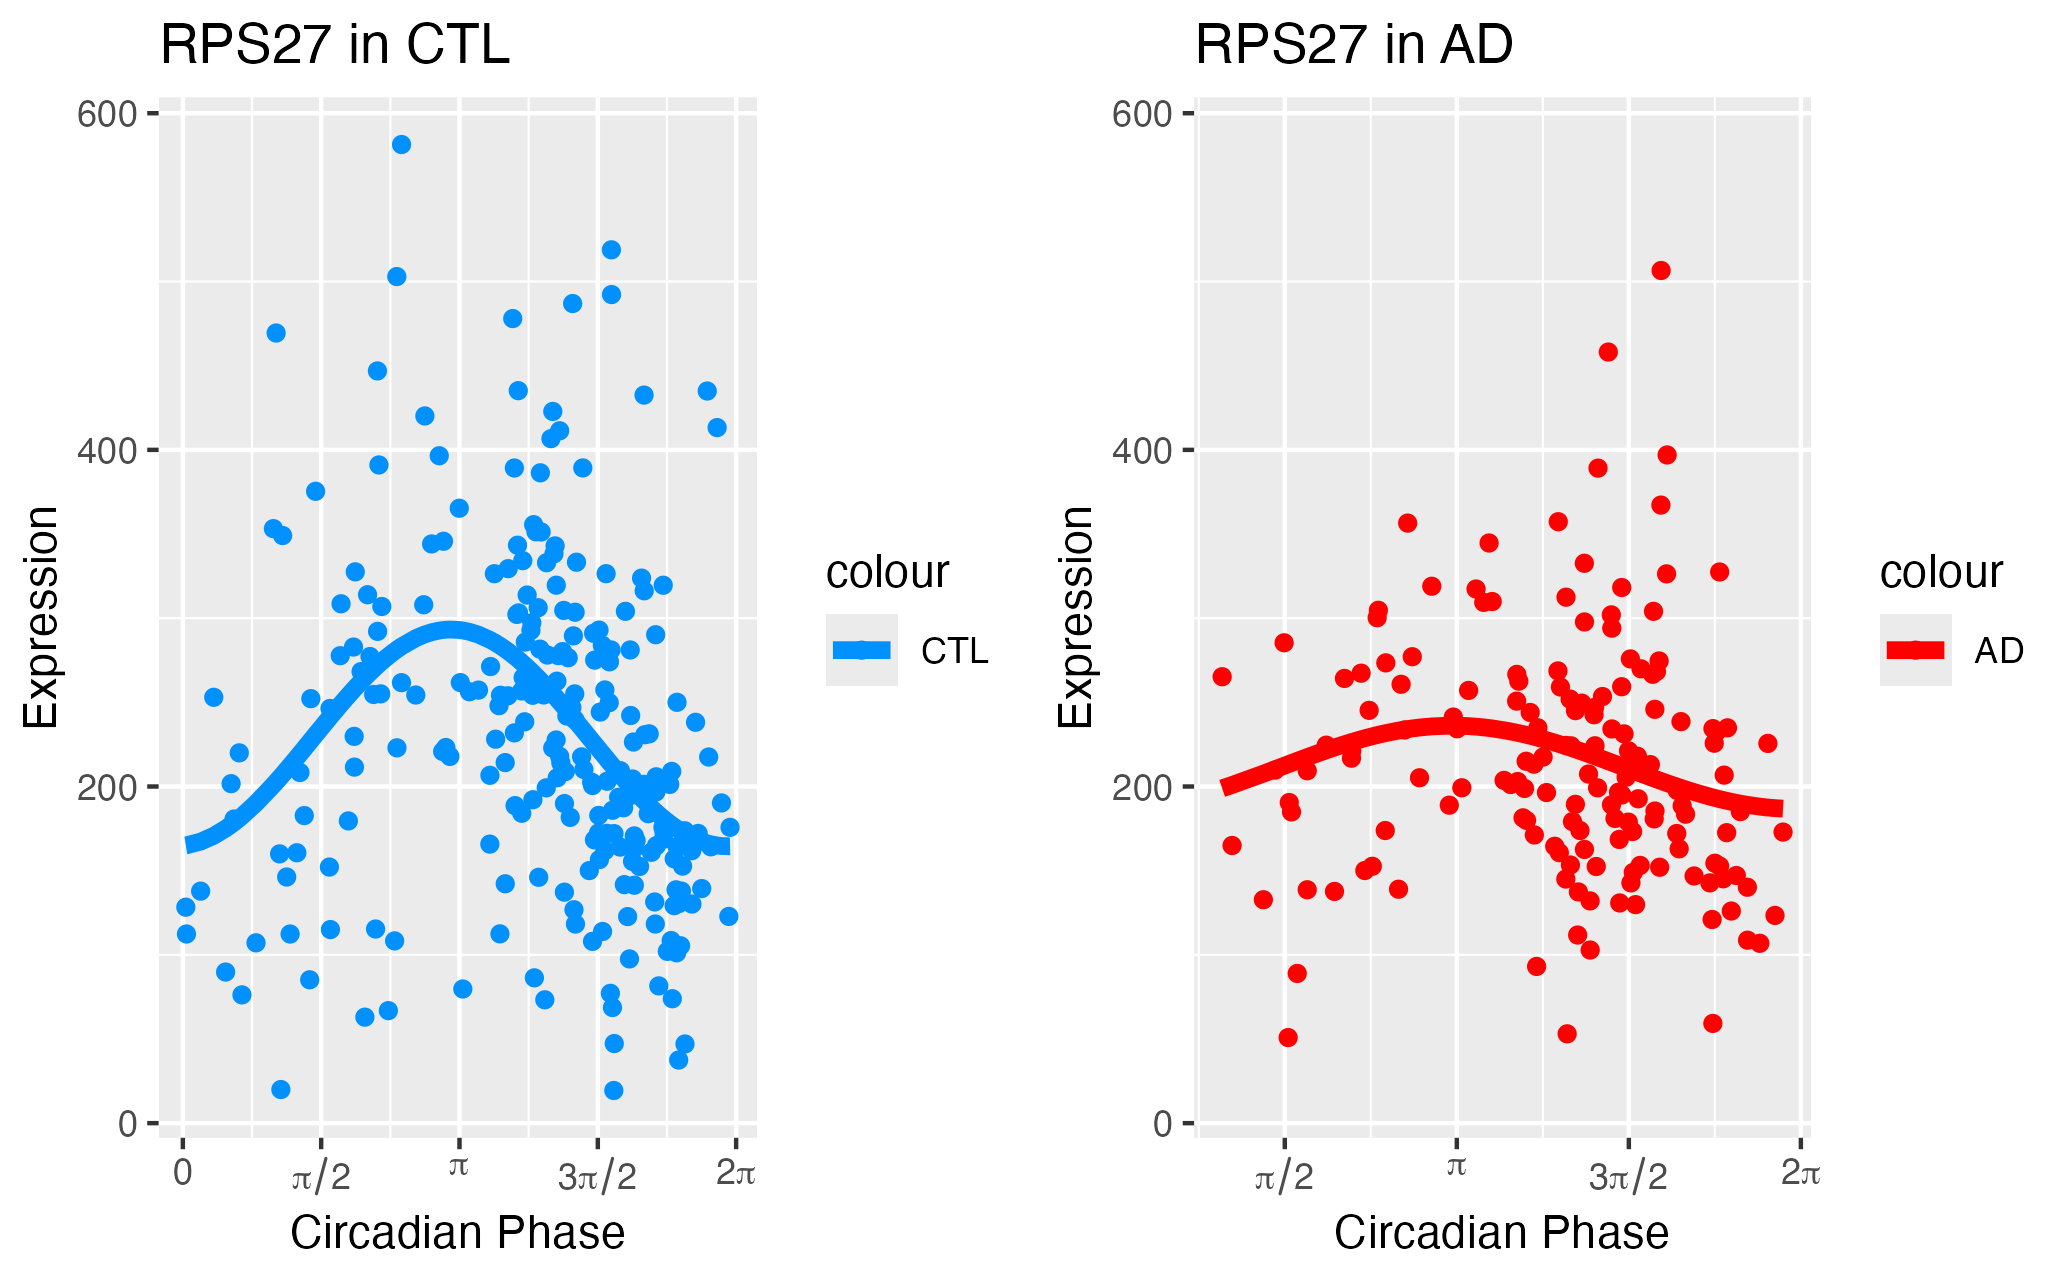 RPS27 in CTL
600
400
200
0
Expression
0
π/2
π
3π/2
2π
Circadian Phase
colour
CTL
RPS27 in AD
600
400
200
0
Expression
π/2
π
3π/2
2π
Circadian Phase
colour
AD